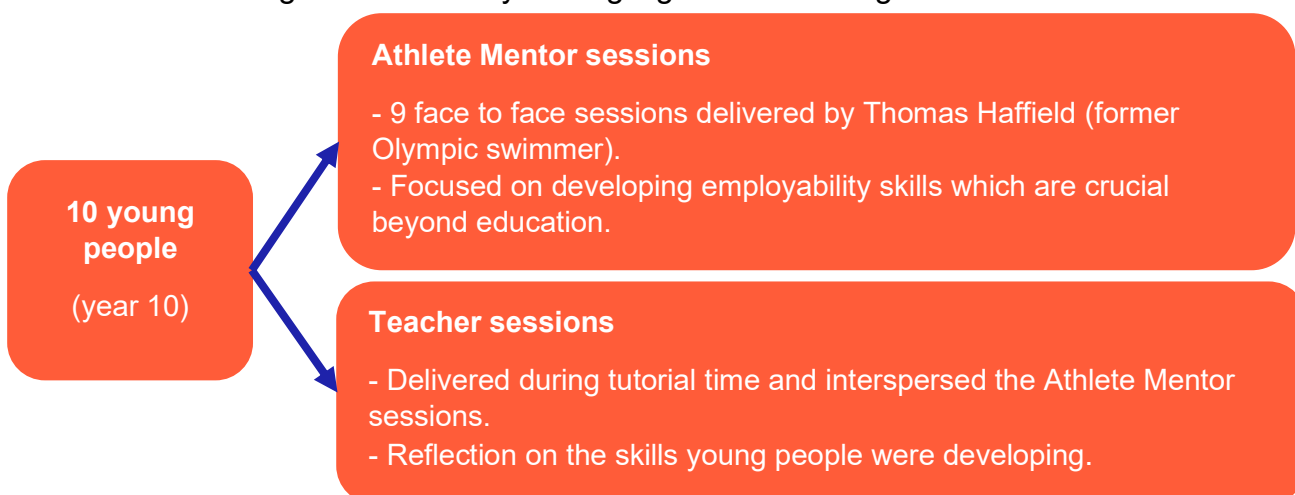 Athlete Mentor sessions
- 9 face to face sessions delivered by Thomas Haffield (former
Olympic swimmer).
- Focused on developing employability skills which are crucial
beyond education.
10 young
people
(year 10)
Teacher sessions
- Delivered during tutorial time and interspersed the Athlete Mentor
sessions.
- Reflection on the skills young people were developing.